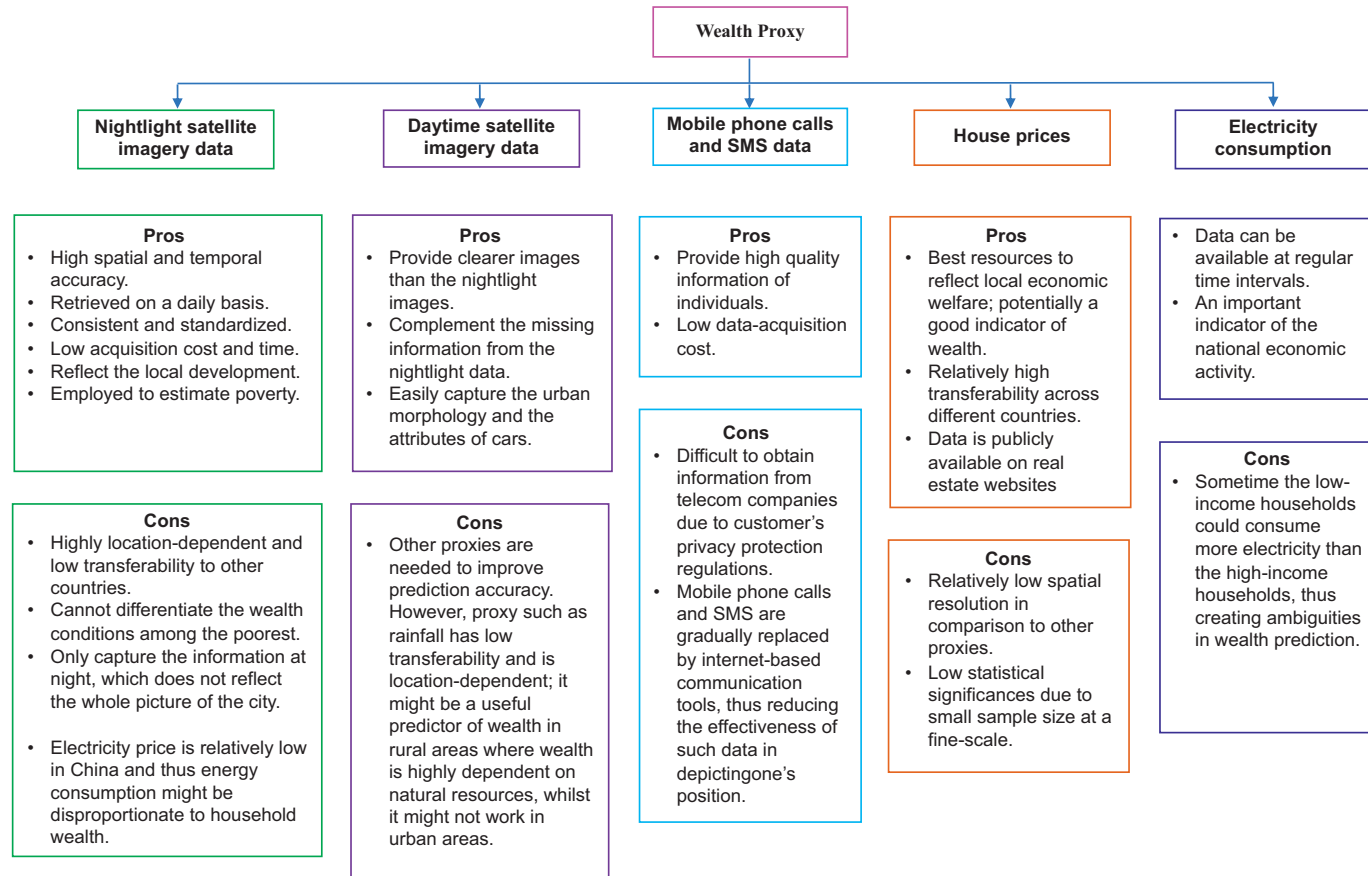 Wealth Proxy
Nightlight satellite
imagery data
Daytime satellite
imagery data
Mobile phone calls
and SMS data
House prices
Electricity
consumption
Pros
• High spatial and temporal
accuracy.
• Retrieved on a daily basis.
• Consistent and standardized.
• Low acquisition cost and time.
• Reflect the local development.
• Employed to estimate poverty.
Cons
• Highly location-dependent and
low transferability to other
countries.
• Cannot differentiate the wealth
conditions among the poorest.
• Only capture the information at
night, which does not reflect
the whole picture of the city.
• Electricity price is relatively low
in China and thus energy
consumption might be
disproportionate to household
wealth.
Pros
• Provide clearer images
than the nightlight
images.
• Complement the missing
information from the
nightlight data.
• Easily capture the urban
morphology and the
attributes of cars.
Cons
• Other proxies are
needed to improve
prediction accuracy.
However, proxy such as
rainfall has low
transferability and is
location-dependent; it
might be a useful
predictor of wealth in
rural areas where wealth
is highly dependent on
natural resources, whilst
it might not work in
urban areas.
Pros
• Provide high quality
information of
individuals.
• Low data-acquisition
cost.
Cons
• Difficult to obtain
information from
telecom companies
due to customer’s
privacy protection
regulations.
• Mobile phone calls
and SMS are
gradually replaced
by internet-based
communication
tools, thus reducing
the effectiveness of
such data in
depictingone’s
position.
Pros
• Best resources to
reflect local economic
welfare; potentially a
good indicator of
wealth.
• Relatively high
transferability across
different countries.
• Data is publicly
available on real
estate websites
Cons
• Relatively low spatial
resolution in
comparison to other
proxies.
• Low statistical
significances due to
small sample size at a
fine-scale.
• Data can be
available at regular
time intervals.
• An important
indicator of the
national economic
activity.
Cons
• Sometime the low-
income households
could consume
more electricity than
the high-income
households, thus
creating ambiguities
in wealth prediction.